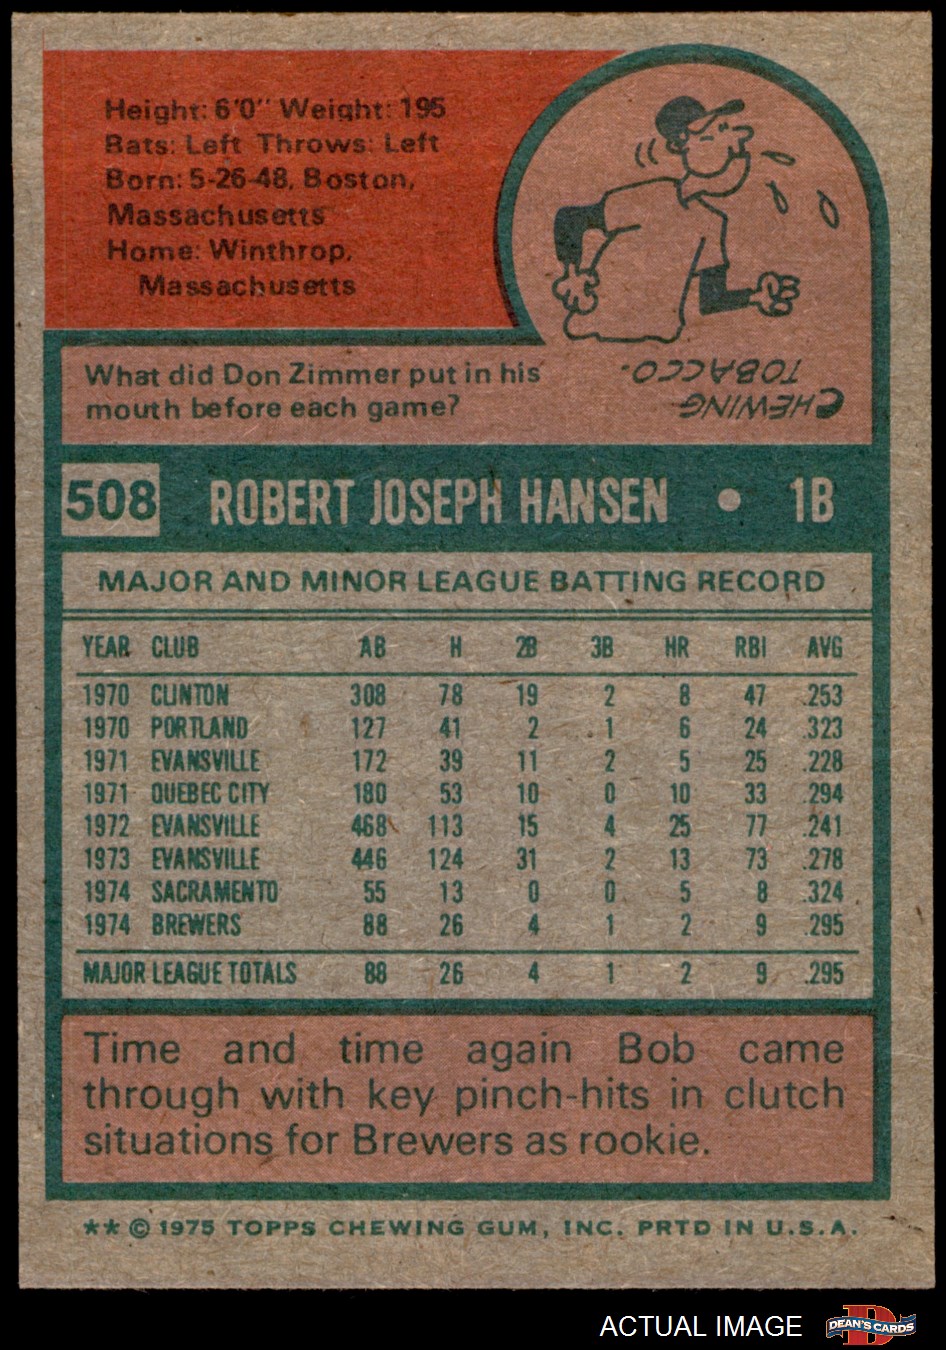 Height: 6'0" Weight: 195
Bats: Left Throws: Left
Born: 5-26-48, Boston,
Massachusetts
Home: Winthrop,
Massachusetts
What did Don Zimmer put in his
mouth before each game?
CHEWING
TOBACCO.
508 ROBERT JOSEPH HANSEN • 1B
MAJOR AND MINOR LEAGUE BATTING RECORD
YEAR CLUB AB H 2B 3B HR RBI AVG
1970 CLINTON 308 78 19 2 8 47 .253
1970 PORTLAND 127 41 2 1 6 24 .323
1971 EVANSVILLE 172 39 11 2 5 25 .228
1971 QUEBEC CITY 180 53 10 0 10 33 .294
1972 EVANSVILLE 468 113 15 4 25 77 .241
1973 EVANSVILLE 446 124 31 2 13 73 .278
1974 SACRAMENTO 55 13 0 0 5 8 .324
1974 BREWERS 88 26 4 1 2 9 .295
MAJOR LEAGUE TOTALS 88 26 4 1 2 9 .295
Time and time again Bob came
through with key pinch-hits in clutch
situations for Brewers as rookie.
** © 1975 TOPPS CHEWING GUM, INC. PRTD IN U.S.A.
ACTUAL IMAGE
DEAN'S CARDS